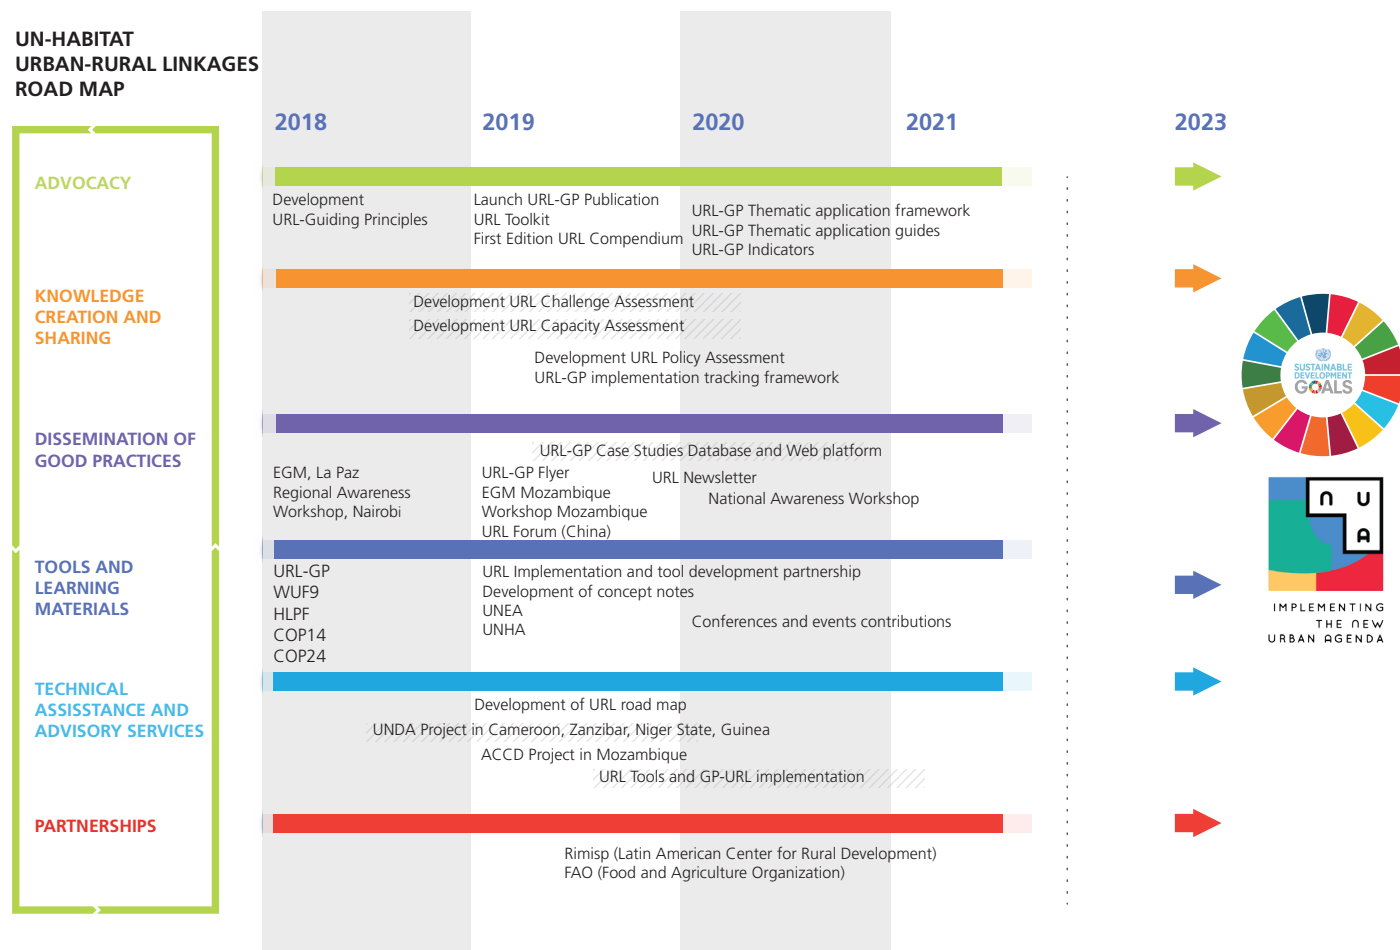 UN-HABITAT
URBAN-RURAL LINKAGES
ROAD MAP
2018
2019
2020
2021
2023
ADVOCACY
Development
URL-Guiding Principles
Launch URL-GP Publication
URL Toolkit
First Edition URL Compendium
URL-GP Thematic application framework
URL-GP Thematic application guides
URL-GP Indicators
KNOWLEDGE
CREATION AND
SHARING
Development URL Challenge Assessment
Development URL Capacity Assessment
Development URL Policy Assessment
URL-GP implementation tracking framework
DISSEMINATION OF
GOOD PRACTICES
URL-GP Case Studies Database and Web platform
EGM, La Paz
Regional Awareness
Workshop, Nairobi
URL-GP Flyer
EGM Mozambique
Workshop Mozambique
URL Forum (China)
URL Newsletter
National Awareness Workshop
TOOLS AND
LEARNING
MATERIALS
URL-GP
WUF9
HLPF
COP14
COP24
URL Implementation and tool development partnership
Development of concept notes
UNEA
UNHA
Conferences and events contributions
TECHNICAL
ASSISSTANCE AND
ADVISORY SERVICES
Development of URL road map
UNDA Project in Cameroon, Zanzibar, Niger State, Guinea
ACCD Project in Mozambique
URL Tools and GP-URL implementation
PARTNERSHIPS
Rimisp (Latin American Center for Rural Development)
FAO (Food and Agriculture Organization)
SUSTAINABLE
DEVELOPMENT
GOALS
NU
A
IMPLEMENTING
THE NEW
URBAN AGENDA